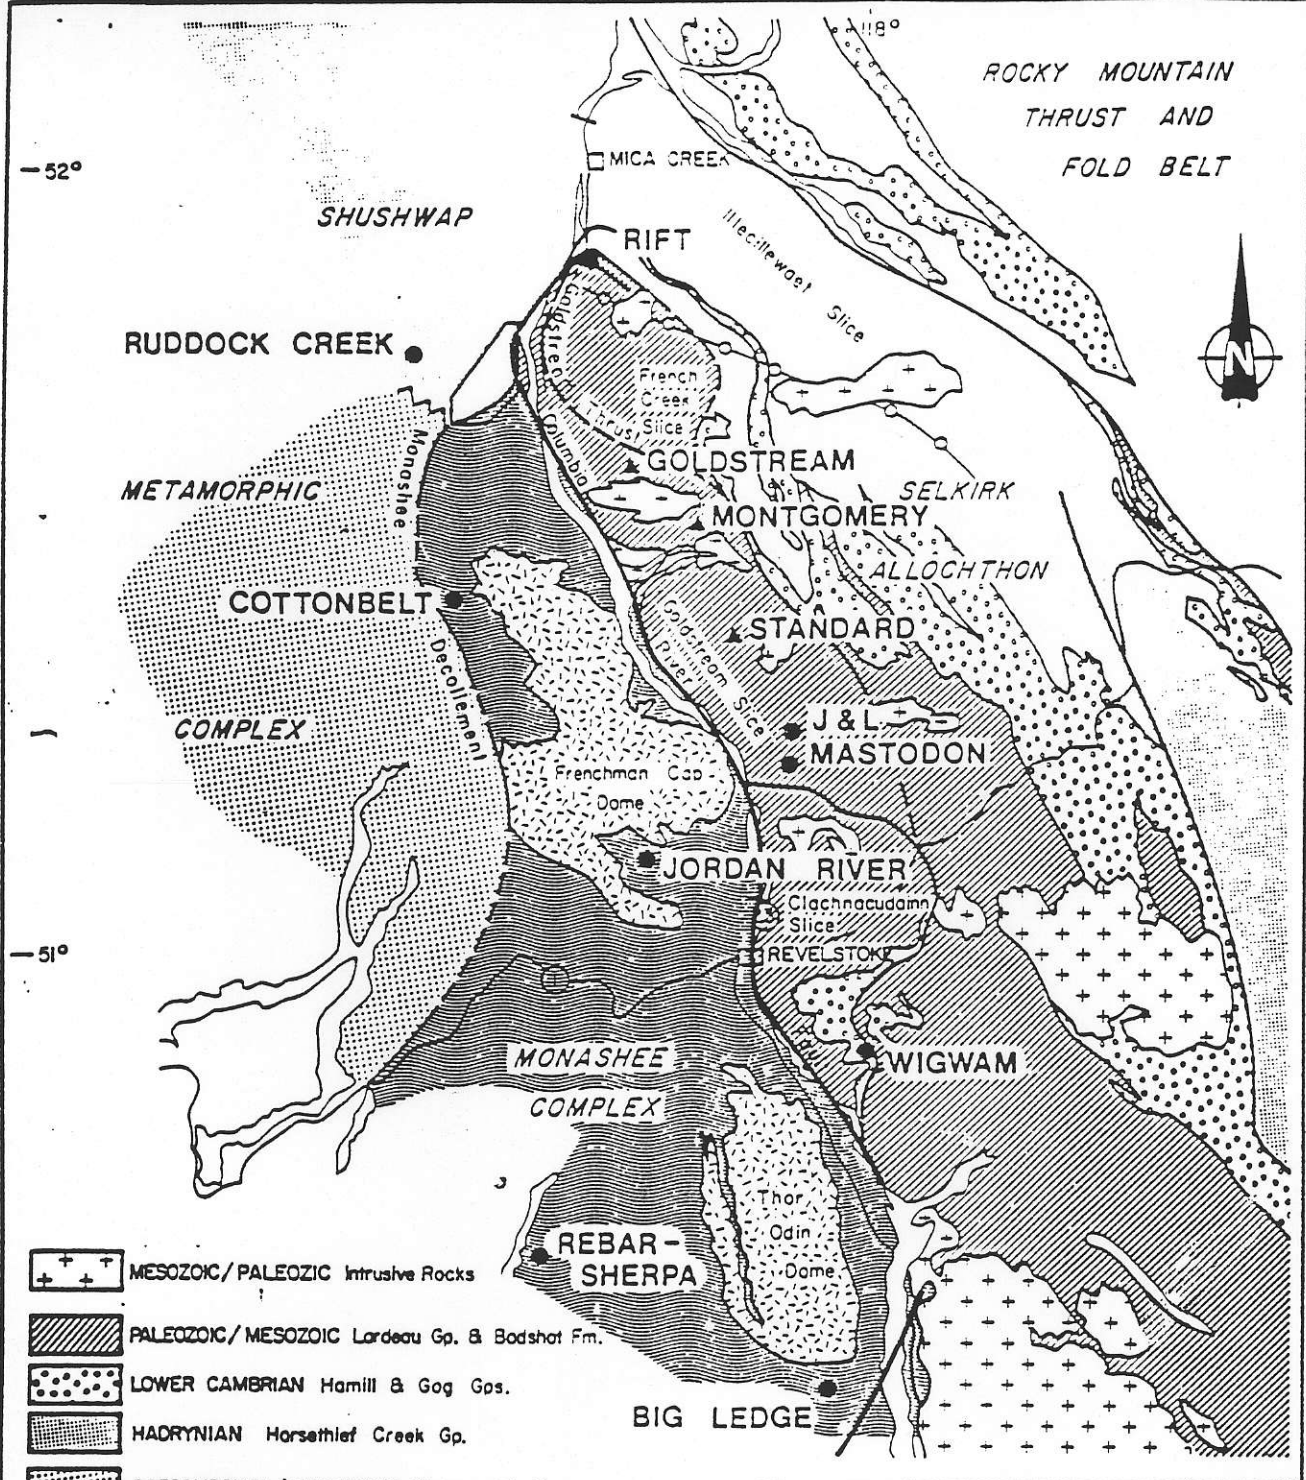 118°
ROCKY MOUNTAIN
THRUST AND
FOLD BELT
52°
MICA CREEK
SHUSHWAP
RIFT
Illecillewaet Slice
RUDDOCK CREEK
N
Goldstream
French
Creek
Slice
Thrust
Columbia
Monashee
GOLDSTREAM
METAMORPHIC
SELKIRK
MONTGOMERY
ALLOCHTHON
COTTONBELT
STANDARD
Goldstream Slice
River
Decollement
COMPLEX
J & L
MASTODON
Frenchman Cap
Dome
JORDAN RIVER
Clachnacudainn
Slice
51°
REVELSTOKE
MONASHEE
WIGWAM
COMPLEX
Thor
Odin
Dome
REBAR-
SHERPA
BIG LEDGE
MESOZOIC/PALEOZIC Intrusive Rocks
PALEOZOIC/MESOZOIC Lardeau Gp. & Badshot Fm.
LOWER CAMBRIAN Hamill & Gog Gps.
HADRYNIAN Horsethief Creek Gp.